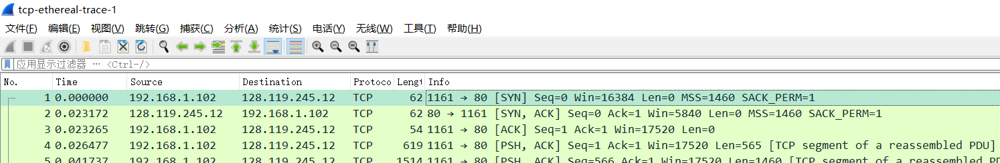 tcp-ethereal-trace-1
文件(F) 编辑(E) 视图(V) 跳转(G) 捕获(C) 分析(A) 统计(S) 电话(Y) 无线(W) 工具(T) 帮助(H)
应用显示过滤器 … <Ctrl-/>
No. Time Source Destination Protoco Lengt Info
1 0.000000 192.168.1.102 128.119.245.12 TCP 62 1161 → 80 [SYN] Seq=0 Win=16384 Len=0 MSS=1460 SACK_PERM=1
2 0.023172 128.119.245.12 192.168.1.102 TCP 62 80 → 1161 [SYN, ACK] Seq=0 Ack=1 Win=5840 Len=0 MSS=1460 SACK_PERM=1
3 0.023265 192.168.1.102 128.119.245.12 TCP 54 1161 → 80 [ACK] Seq=1 Ack=1 Win=17520 Len=0
4 0.026477 192.168.1.102 128.119.245.12 TCP 619 1161 → 80 [PSH, ACK] Seq=1 Ack=1 Win=17520 Len=565 [TCP segment of a reassembled PDU]
5 0.041737 192.168.1.102 128.119.245.12 TCP 1514 1161 → 80 [PSH, ACK] Seq=566 Ack=1 Win=17520 Len=1460 [TCP segment of a reassembled PD